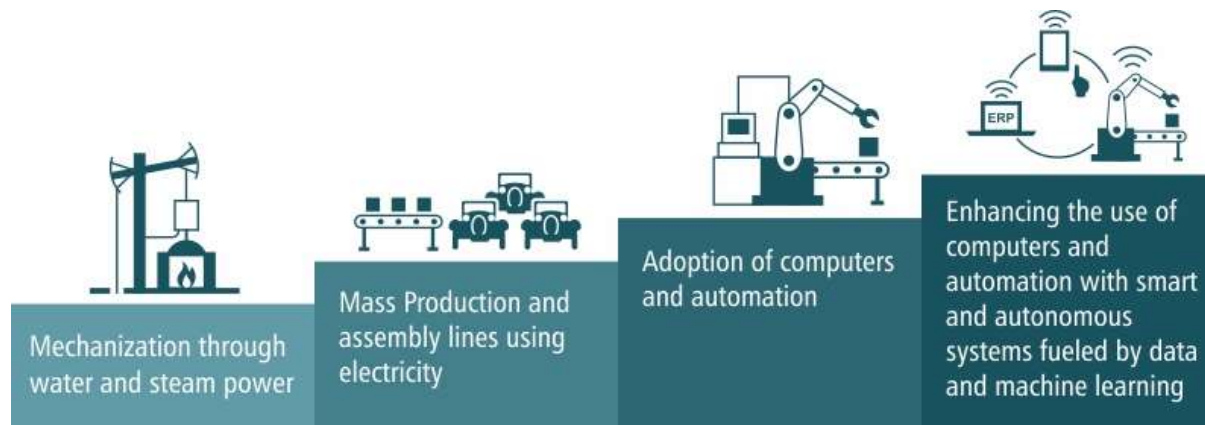 Mechanization through
water and steam power
Mass Production and
assembly lines using
electricity
Adoption of computers
and automation
ERP
Enhancing the use of
computers and
automation with smart
and autonomous
systems fueled by data
and machine learning